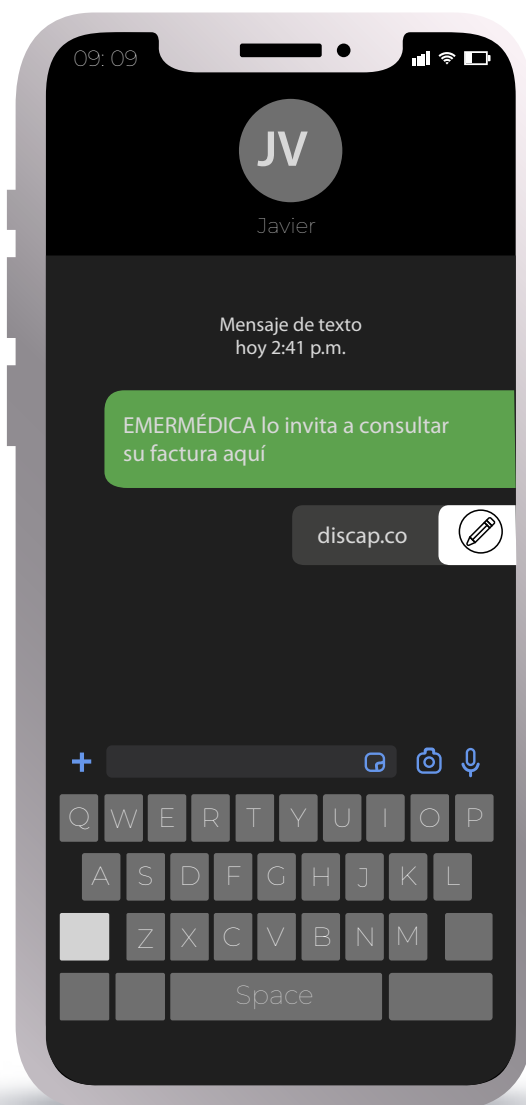 09: 09
JV
Javier
Mensaje de texto
hoy 2:41 p.m.
EMERMÉDICA lo invita a consultar
su factura aquí
discap.co
Q W E R T Y U I O P
A S D F G H J K L
Z X C V B N M
Space